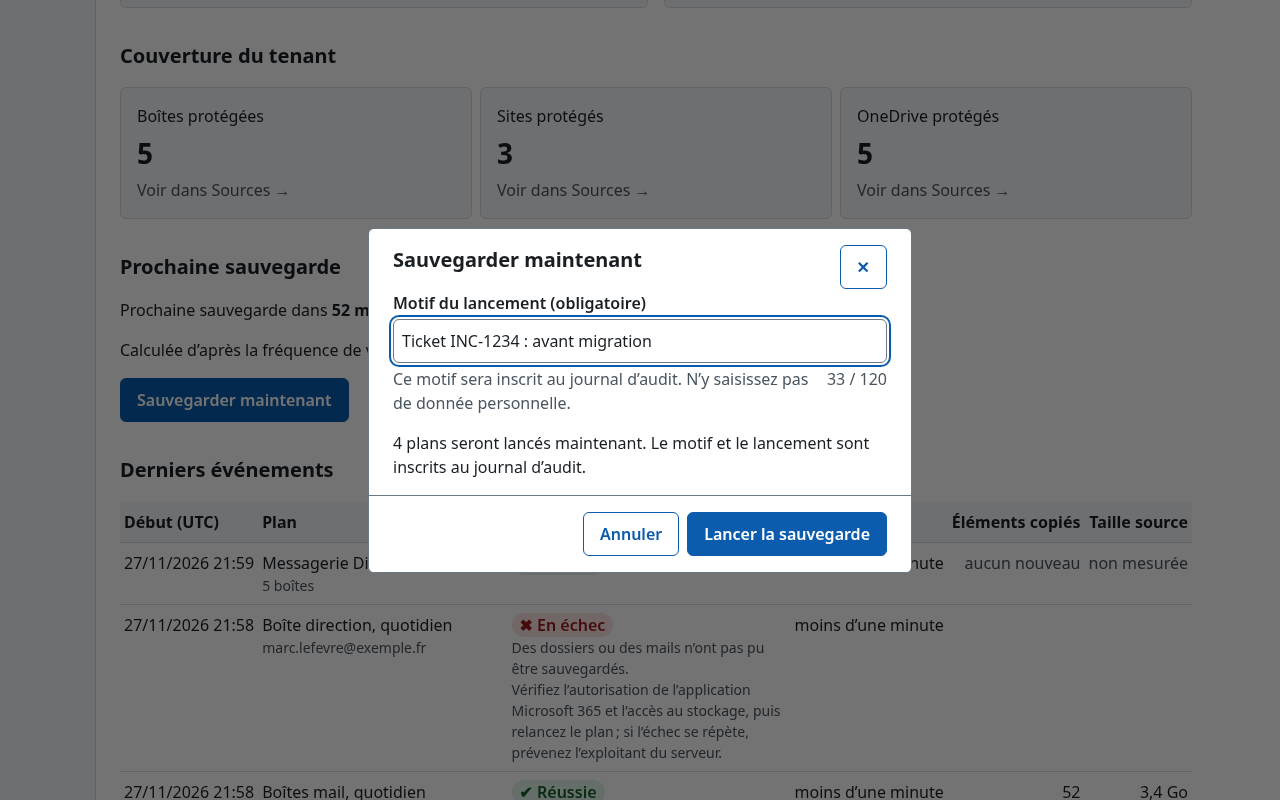 Couverture du tenant
Boîtes protégées
5
Voir dans Sources →
Sites protégés
3
Voir dans Sources →
OneDrive protégés
5
Voir dans Sources →
Prochaine sauvegarde
Prochaine sauvegarde dans 52 m
Calculée d’après la fréquence de
Sauvegarder maintenant
Sauvegarder maintenant
×
Motif du lancement (obligatoire)
Ticket INC-1234 : avant migration
Ce motif sera inscrit au journal d’audit. N’y saisissez pas
de donnée personnelle.
33 / 120
4 plans seront lancés maintenant. Le motif et le lancement sont
inscrits au journal d’audit.
Annuler
Lancer la sauvegarde
Derniers événements
Début (UTC) Plan Éléments copiés Taille source
27/11/2026 21:59 Messagerie Di nute aucun nouveau non mesurée
5 boîtes
27/11/2026 21:58 Boîte direction, quotidien ✖ En échec moins d’une minute
marc.lefevre@exemple.fr
Des dossiers ou des mails n’ont pas pu
être sauvegardés.
Vérifiez l’autorisation de l’application
Microsoft 365 et l’accès au stockage, puis
relancez le plan ; si l’échec se répète,
prévenez l’exploitant du serveur.
27/11/2026 21:58 Boîtes mail, quotidien ✔ Réussie moins d’une minute 52 3,4 Go